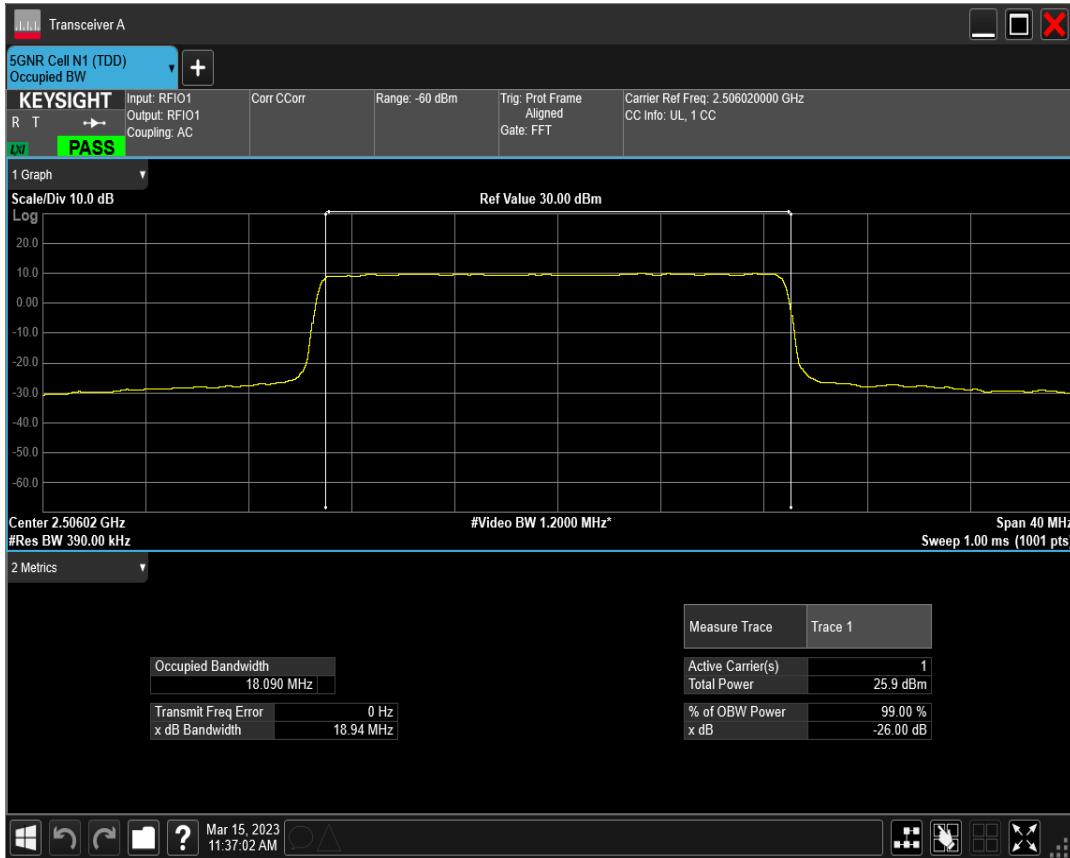 Transceiver A
5GNR Cell N1 (TDD)
Occupied BW
+
KEYSIGHT
R T
LXI
PASS
Input: RFIO1
Output: RFIO1
Coupling: AC
Corr CCorr
Range: -60 dBm
Trig: Prot Frame
Aligned
Gate: FFT
Carrier Ref Freq: 2.506020000 GHz
CC Info: UL, 1 CC
1 Graph
Scale/Div 10.0 dB
Ref Value 30.00 dBm
Log
20.0
10.0
0.00
-10.0
-20.0
-30.0
-40.0
-50.0
-60.0
Center 2.50602 GHz
#Video BW 1.2000 MHz*
Span 40 MHz
#Res BW 390.00 kHz
Sweep 1.00 ms (1001 pts)
2 Metrics
Measure Trace Trace 1
Occupied Bandwidth
18.090 MHz
Active Carrier(s) 1
Total Power 25.9 dBm
Transmit Freq Error 0 Hz
x dB Bandwidth 18.94 MHz
% of OBW Power 99.00 %
x dB -26.00 dB
?
Mar 15, 2023
11:37:02 AM